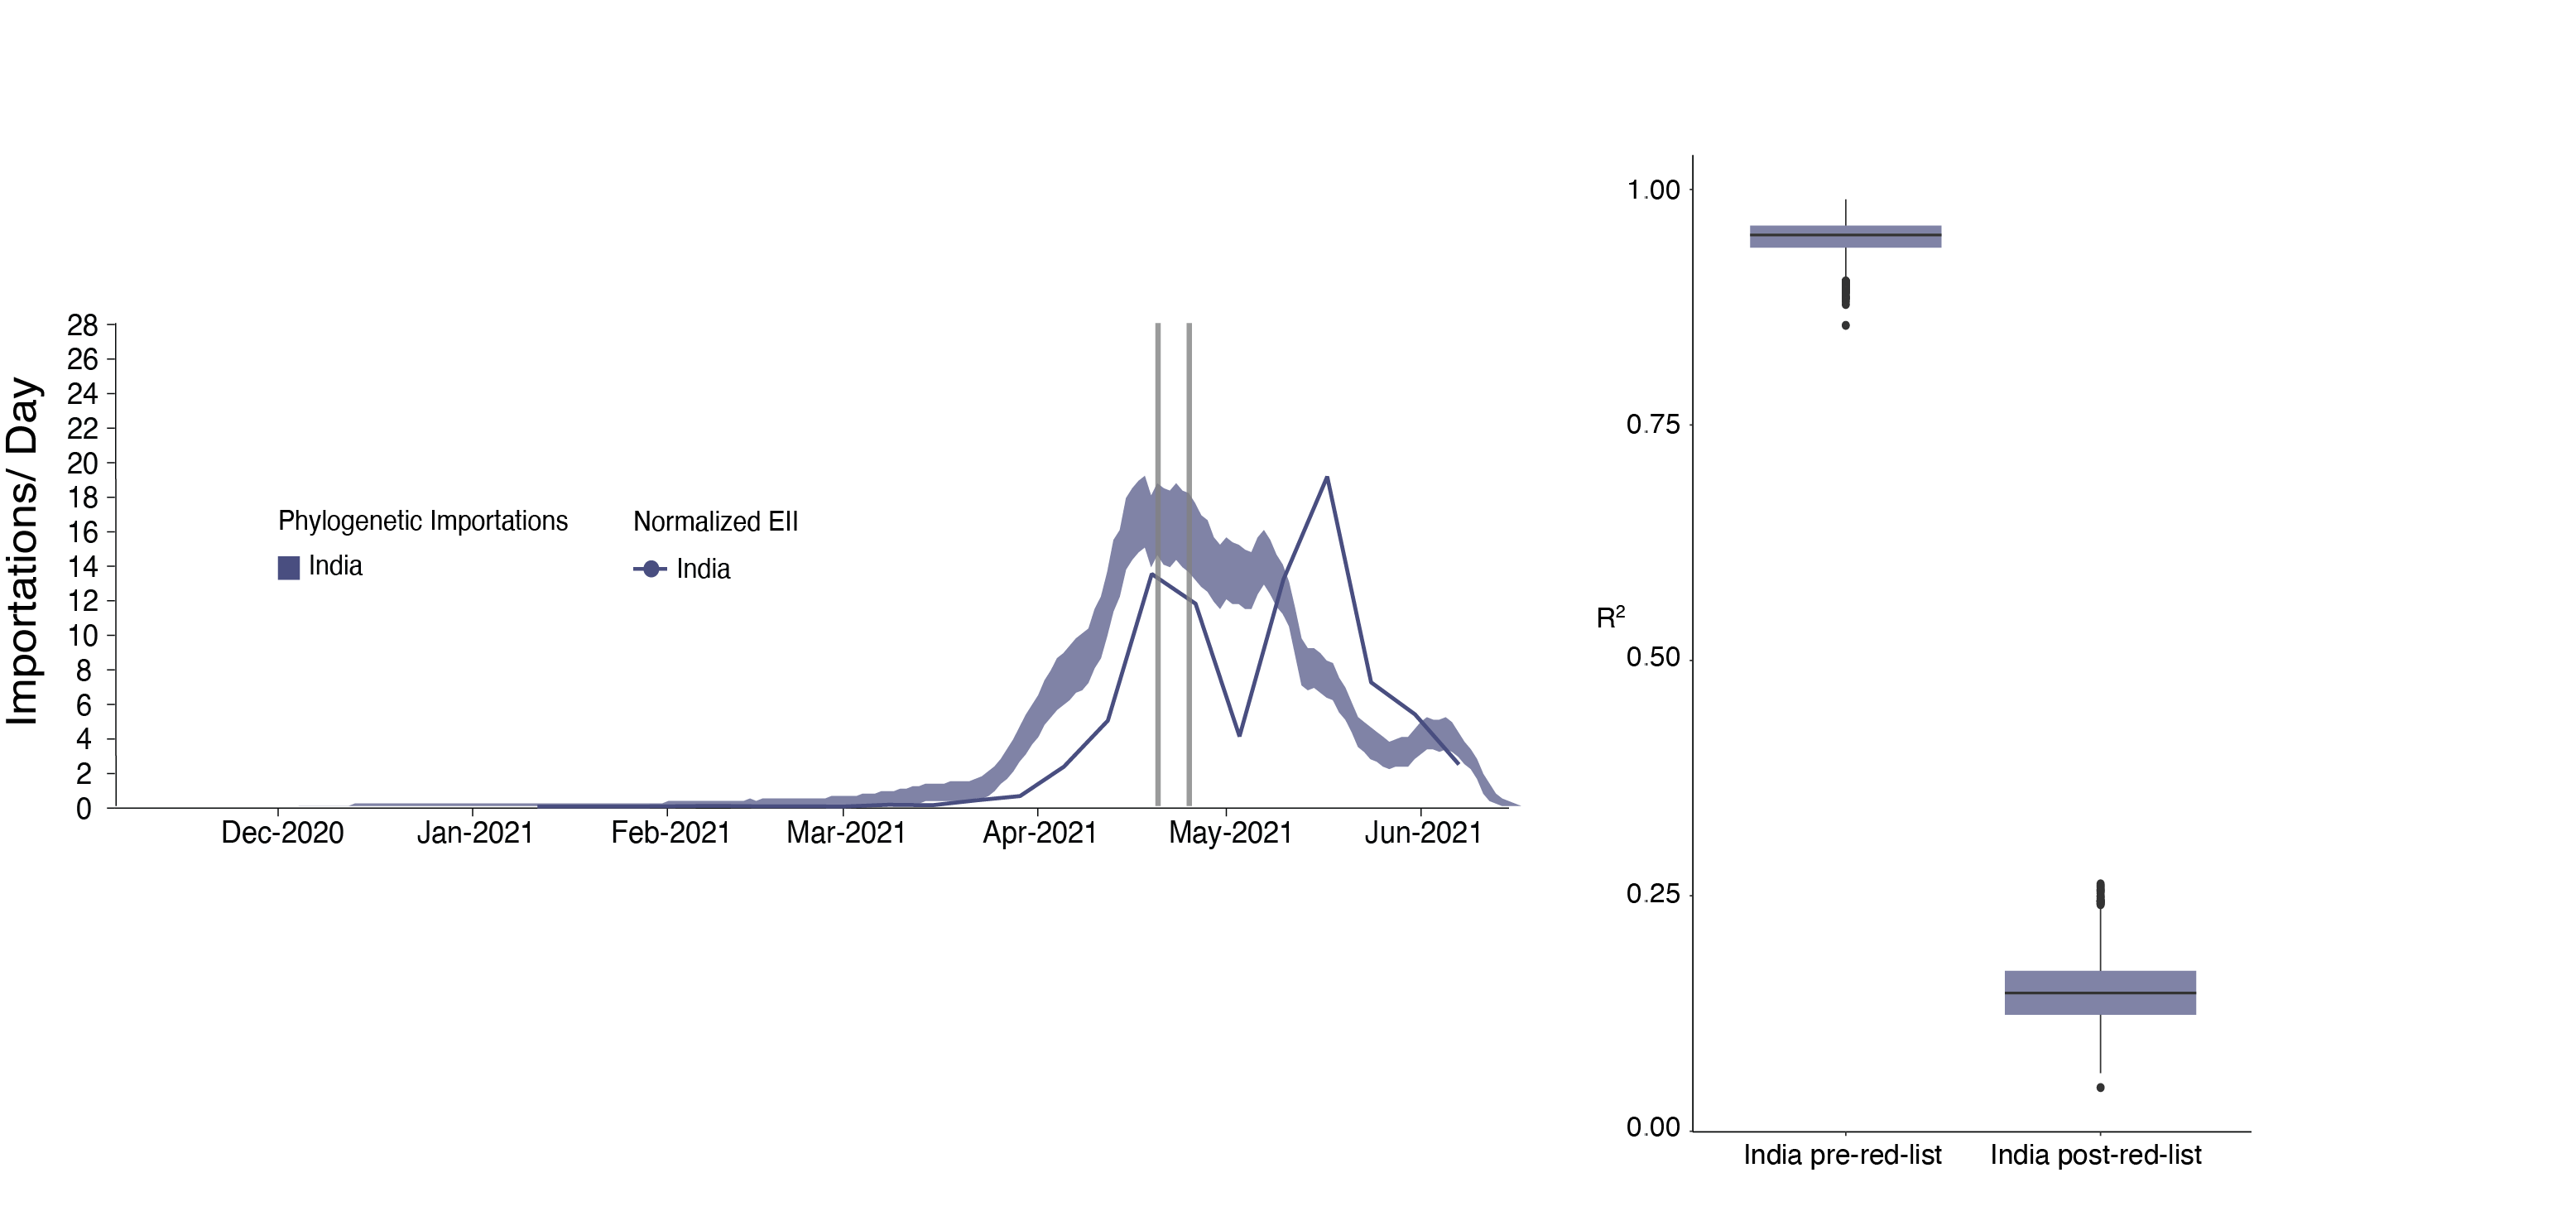 Importations/ Day
28
26
24
22
20
18
16
14
12
10
8
6
4
2
0
Phylogenetic Importations
India
Normalized EII
India
Dec-2020 Jan-2021 Feb-2021 Mar-2021 Apr-2021 May-2021 Jun-2021
R²
1.00
0.75
0.50
0.25
0.00
India pre-red-list India post-red-list